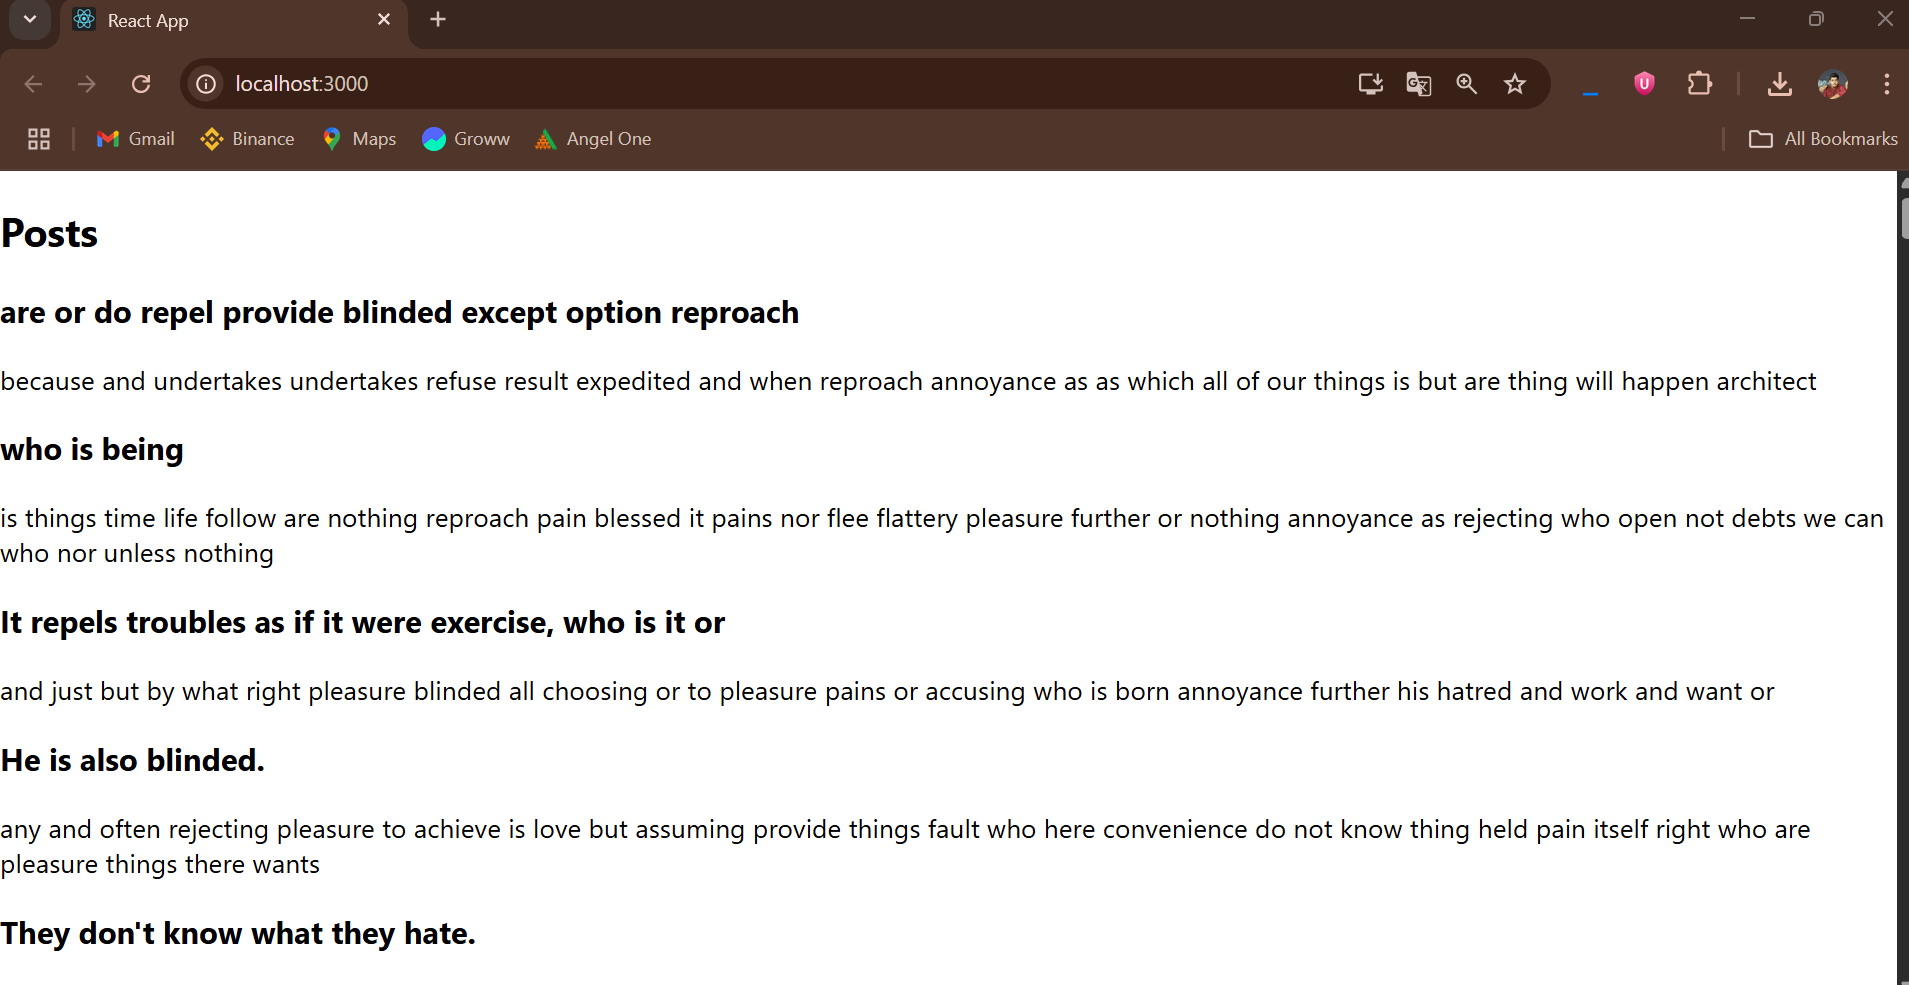 React App
localhost:3000
Gmail Binance Maps Groww Angel One All Bookmarks
Posts
are or do repel provide blinded except option reproach
because and undertakes undertakes refuse result expedited and when reproach annoyance as as which all of our things is but are thing will happen architect
who is being
is things time life follow are nothing reproach pain blessed it pains nor flee flattery pleasure further or nothing annoyance as rejecting who open not debts we can
who nor unless nothing
It repels troubles as if it were exercise, who is it or
and just but by what right pleasure blinded all choosing or to pleasure pains or accusing who is born annoyance further his hatred and work and want or
He is also blinded.
any and often rejecting pleasure to achieve is love but assuming provide things fault who here convenience do not know thing held pain itself right who are
pleasure things there wants
They don't know what they hate.